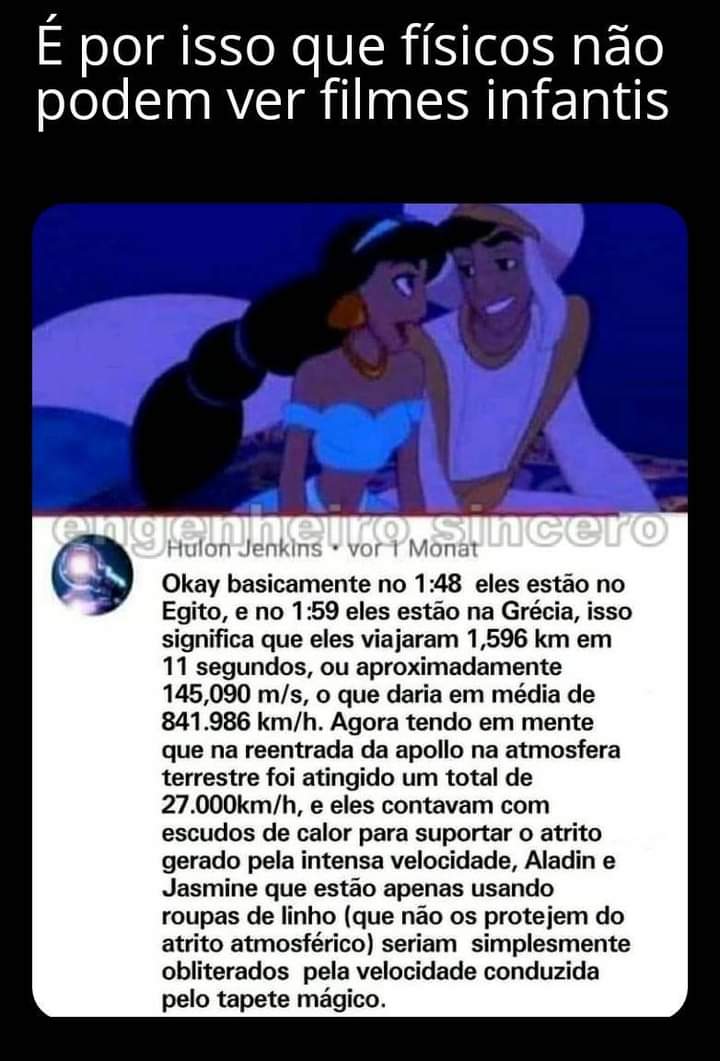 É por isso que físicos não
podem ver filmes infantis
engenheiro sincero
Hulon Jenkins • vor 1 Monat
Okay basicamente no 1:48 eles estão no
Egito, e no 1:59 eles estão na Grécia, isso
significa que eles viajaram 1,596 km em
11 segundos, ou aproximadamente
145,090 m/s, o que daria em média de
841.986 km/h. Agora tendo em mente
que na reentrada da apollo na atmosfera
terrestre foi atingido um total de
27.000km/h, e eles contavam com
escudos de calor para suportar o atrito
gerado pela intensa velocidade, Aladin e
Jasmine que estão apenas usando
roupas de linho (que não os protejem do
atrito atmosférico) seriam simplesmente
obliterados pela velocidade conduzida
pelo tapete mágico.